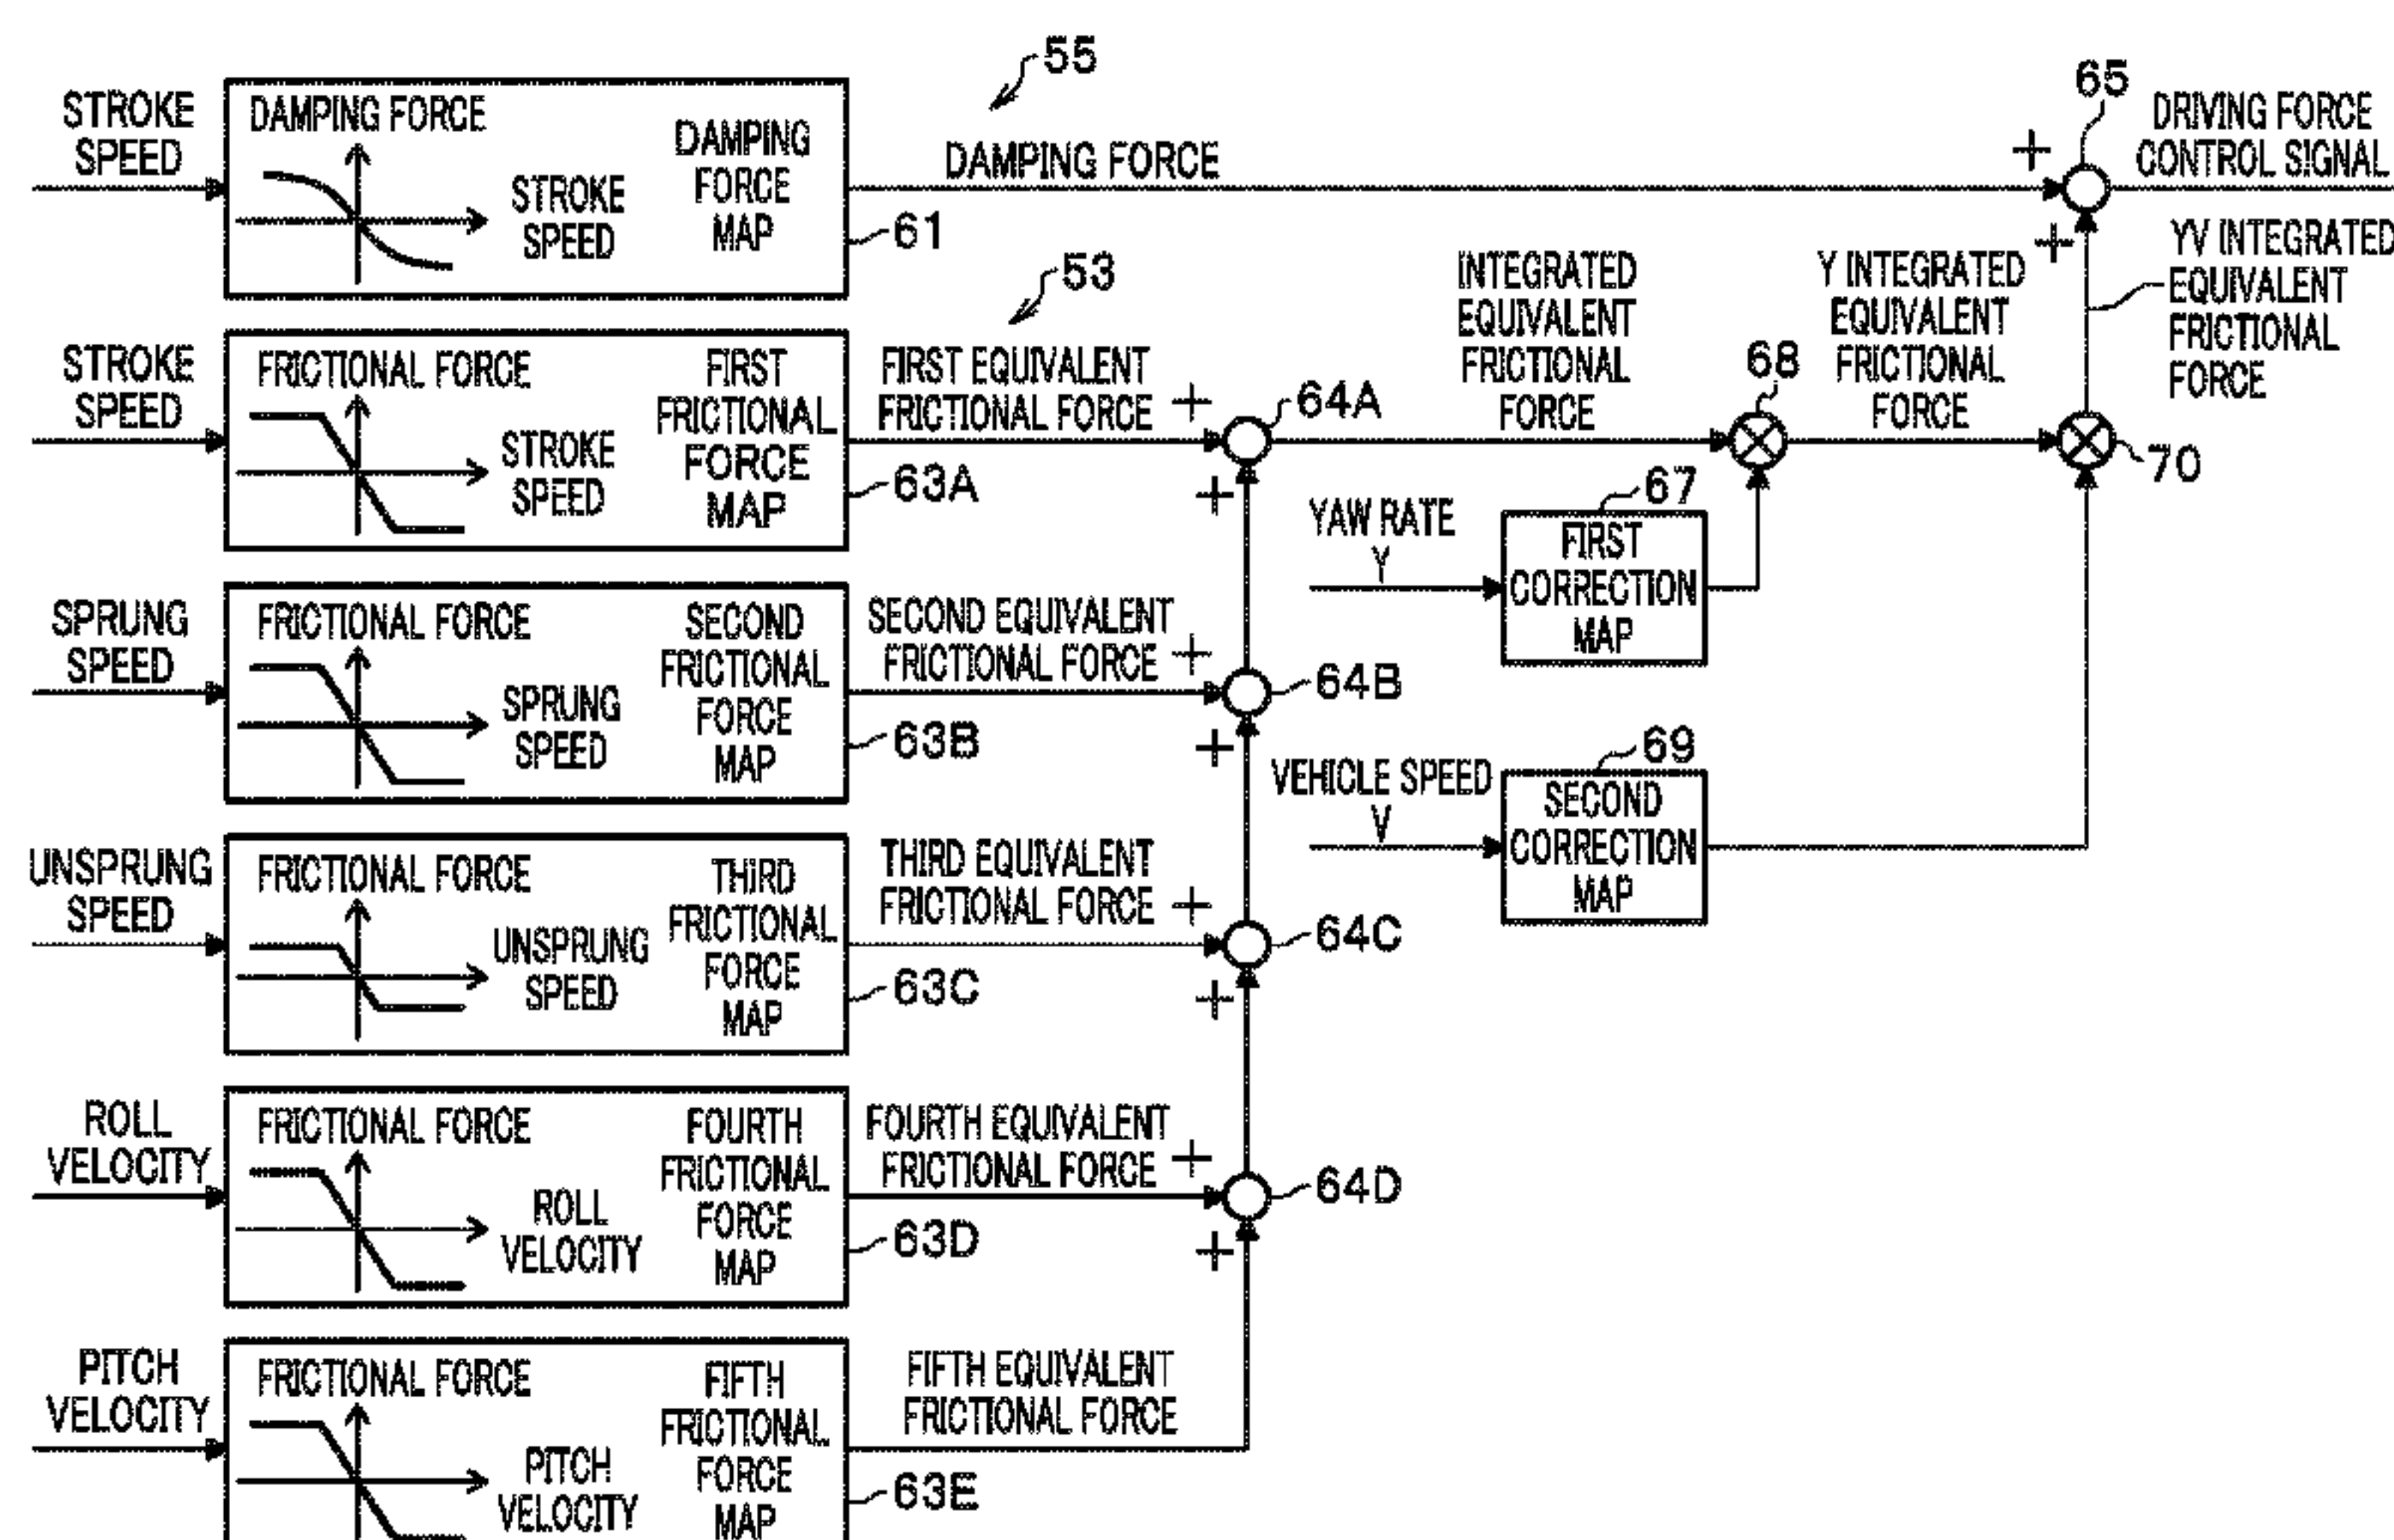 55
STROKE
SPEED
DAMPING FORCE
STROKE
SPEED
DAMPING
FORCE
MAP
61
DAMPING FORCE
+
65
DRIVING FORCE
CONTROL SIGNAL
+
YV INTEGRATED
EQUIVALENT
FRICTIONAL
FORCE
53
STROKE
SPEED
FRICTIONAL FORCE
STROKE
SPEED
FIRST
FRICTIONAL
FORCE
MAP
63A
FIRST EQUIVALENT
FRICTIONAL FORCE
+
64A
+
INTEGRATED
EQUIVALENT
FRICTIONAL
FORCE
68
Y INTEGRATED
EQUIVALENT
FRICTIONAL
FORCE
70
YAW RATE
Y
67
FIRST
CORRECTION
MAP
SPRUNG
SPEED
FRICTIONAL FORCE
SPRUNG
SPEED
SECOND
FRICTIONAL
FORCE
MAP
63B
SECOND EQUIVALENT
FRICTIONAL FORCE
+
64B
+
VEHICLE SPEED
V
69
SECOND
CORRECTION
MAP
UNSPRUNG
SPEED
FRICTIONAL FORCE
UNSPRUNG
SPEED
THIRD
FRICTIONAL
FORCE
MAP
63C
THIRD EQUIVALENT
FRICTIONAL FORCE
+
64C
+
ROLL
VELOCITY
FRICTIONAL FORCE
ROLL
VELOCITY
FOURTH
FRICTIONAL
FORCE
MAP
63D
FOURTH EQUIVALENT
FRICTIONAL FORCE
+
64D
+
PITCH
VELOCITY
FRICTIONAL FORCE
PITCH
VELOCITY
FIFTH
FRICTIONAL
FORCE
MAP
63E
FIFTH EQUIVALENT
FRICTIONAL FORCE